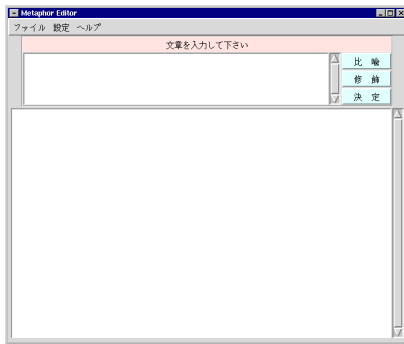 Metaphor Editor
ファイル 設定 ヘルプ
文章を入力して下さい
比 喩
修 飾
決 定